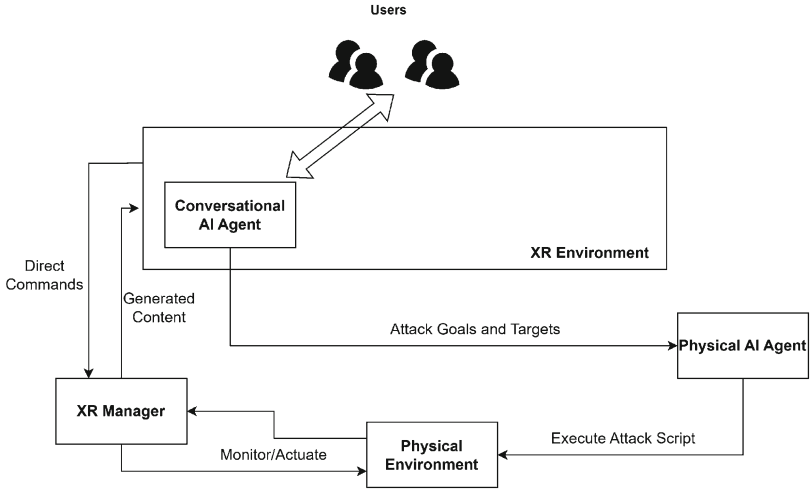 Users
Conversational
AI Agent
XR Environment
Direct
Commands
Generated
Content
Attack Goals and Targets
Physical AI Agent
XR Manager
Monitor/Actuate
Physical
Environment
Execute Attack Script